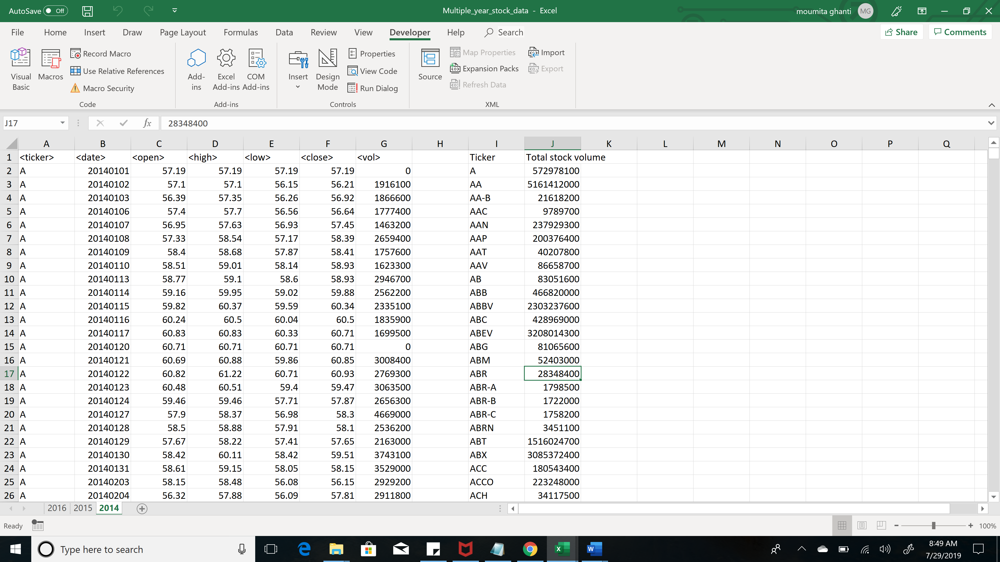 AutoSave Off Multiple_year_stock_data - Excel moumita ghanti MG
File Home Insert Draw Page Layout Formulas Data Review View Developer Help Search Share Comments
Visual Basic
Macros
Record Macro
Use Relative References
Macro Security
Code
Add-ins
Excel Add-ins
COM Add-ins
Add-ins
Insert
Design Mode
Properties
View Code
Run Dialog
Controls
Source
Map Properties
Expansion Packs
Refresh Data
Import
Export
XML
J17 fx 28348400
A B C D E F G H I J K L M N O P Q
1 <ticker> <date> <open> <high> <low> <close> <vol> Ticker Total stock volume
2 A 20140101 57.19 57.19 57.19 57.19 0 A 572978100
3 A 20140102 57.1 57.1 56.15 56.21 1916100 AA 5161412000
4 A 20140103 56.39 57.35 56.26 56.92 1866600 AA-B 21618200
5 A 20140106 57.4 57.7 56.56 56.64 1777400 AAC 9789700
6 A 20140107 56.95 57.63 56.93 57.45 1463200 AAN 237929300
7 A 20140108 57.33 58.54 57.17 58.39 2659400 AAP 200376400
8 A 20140109 58.4 58.68 57.87 58.41 1757600 AAT 40207800
9 A 20140110 58.51 59.01 58.14 58.93 1623300 AAV 86658700
10 A 20140113 58.77 59.1 58.6 58.93 2946700 AB 83051600
11 A 20140114 59.16 59.95 59.02 59.88 2562200 ABB 466820000
12 A 20140115 59.82 60.37 59.59 60.34 2335100 ABBV 2303237600
13 A 20140116 60.24 60.5 60.04 60.5 1835900 ABC 428969000
14 A 20140117 60.83 60.83 60.33 60.71 1699500 ABEV 3208014300
15 A 20140120 60.71 60.71 60.71 60.71 0 ABG 81065600
16 A 20140121 60.69 60.88 59.86 60.85 3008400 ABM 52403000
17 A 20140122 60.82 61.22 60.71 60.93 2769300 ABR 28348400
18 A 20140123 60.48 60.51 59.4 59.47 3063500 ABR-A 1798500
19 A 20140124 59.46 59.46 57.71 57.87 2656300 ABR-B 1722000
20 A 20140127 57.9 58.37 56.98 58.3 4669000 ABR-C 1758200
21 A 20140128 58.5 58.88 57.91 58.1 2536200 ABRN 3451100
22 A 20140129 57.67 58.22 57.41 57.65 2163000 ABT 1516024700
23 A 20140130 58.42 60.11 58.42 59.51 3743100 ABX 3085372400
24 A 20140131 58.61 59.15 58.05 58.15 3529000 ACC 180543400
25 A 20140203 58.15 58.48 56.08 56.15 2929200 ACCO 223248000
26 A 20140204 56.32 57.88 56.09 57.81 2911800 ACH 34117500
2016 2015 2014
Ready 100%
Type here to search
8:49 AM
7/29/2019